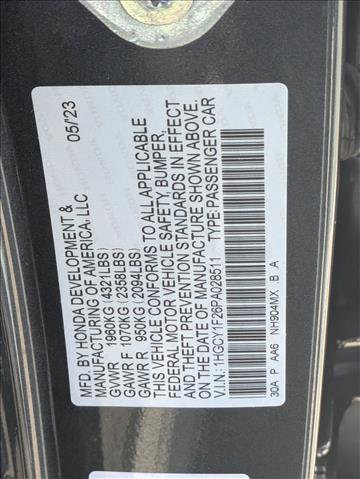 MFD. BY HONDA DEVELOPMENT & 05/23
MANUFACTURING OF AMERICA, LLC
GVWR 1960KG (4321LBS)
GAWR F 1070KG (2358LBS)
GAWR R 950KG (2094LBS)
THIS VEHICLE CONFORMS TO ALL APPLICABLE
FEDERAL MOTOR VEHICLE SAFETY, BUMPER,
AND THEFT PREVENTION STANDARDS IN EFFECT
ON THE DATE OF MANUFACTURE SHOWN ABOVE.
V.I.N.: 1HGCY1F26PA028511 TYPE: PASSENGER CAR
30A P AA6 NH904MX B A